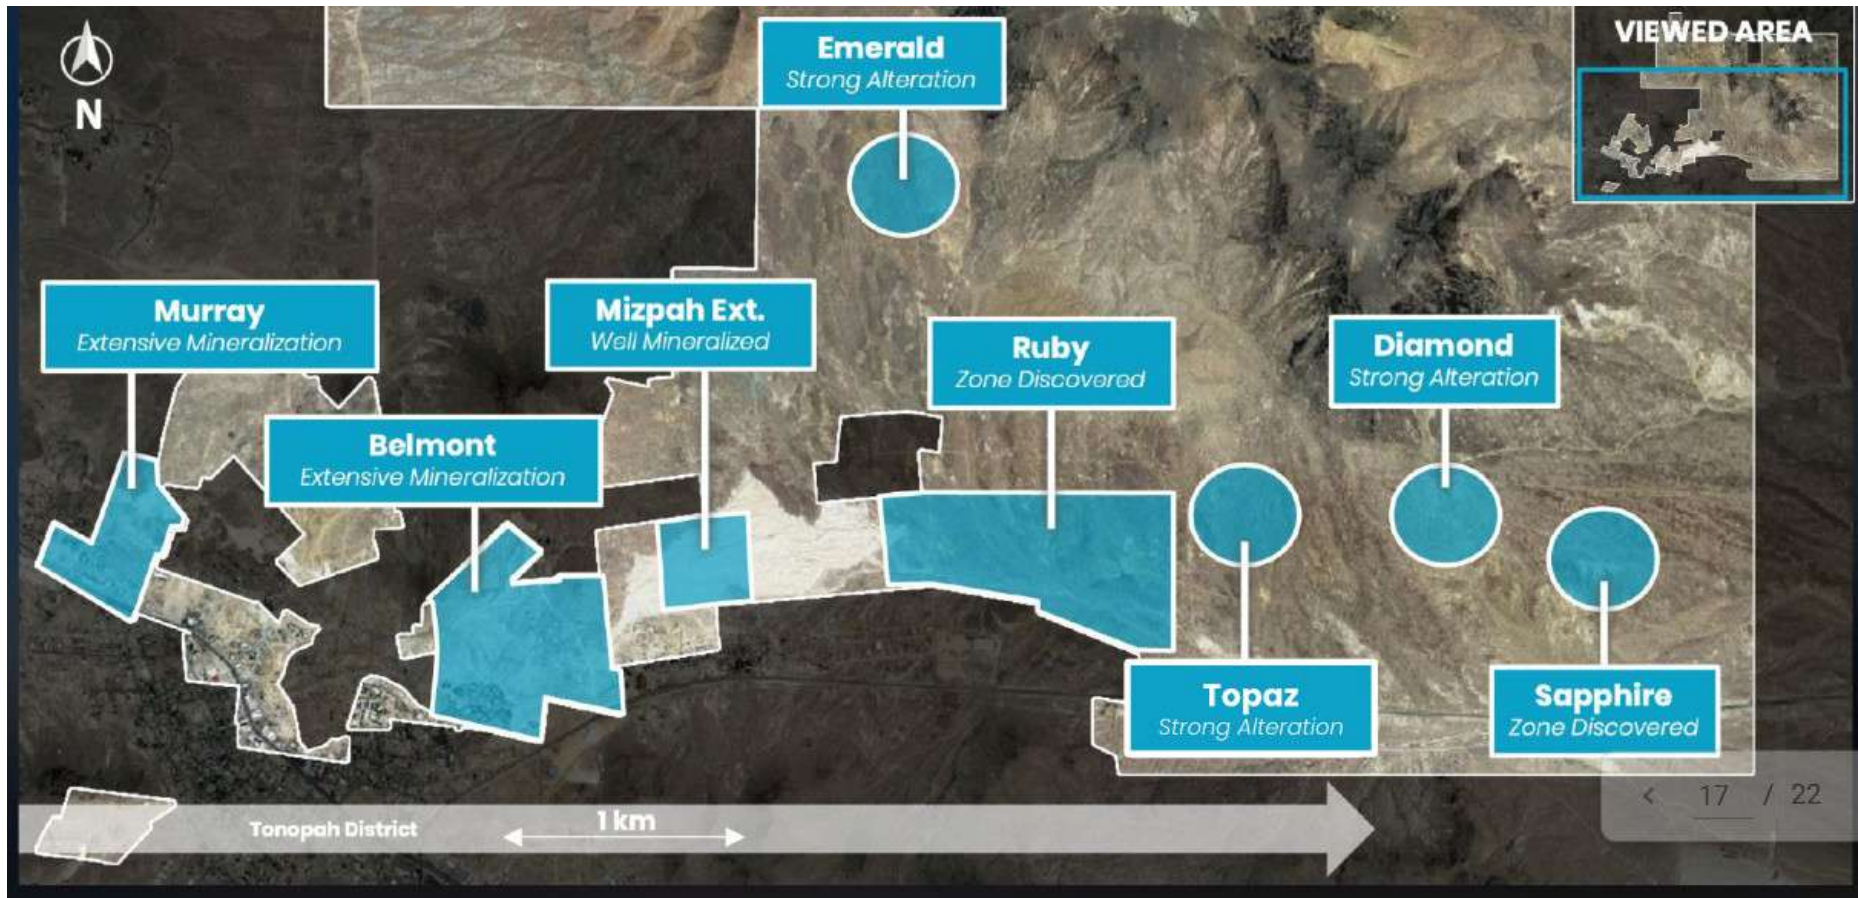 VIEWED AREA
N
Emerald
Strong Alteration
Murray
Extensive Mineralization
Mizpah Ext.
Well Mineralized
Ruby
Zone Discovered
Diamond
Strong Alteration
Belmont
Extensive Mineralization
Topaz
Strong Alteration
Sapphire
Zone Discovered
17 / 22
Tonopah District
1 km